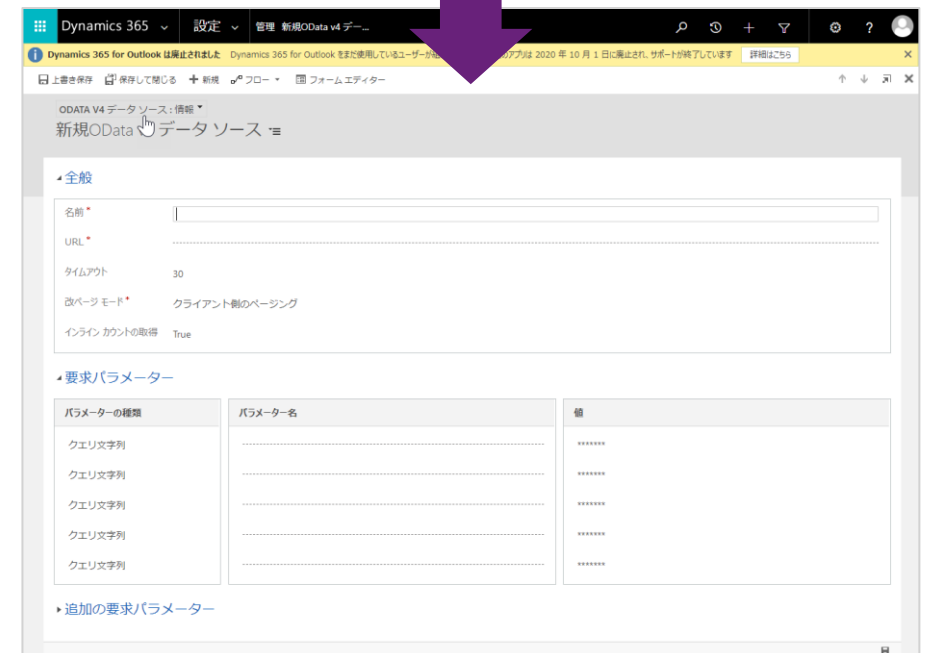 Dynamics 365 設定 管理 新規OData v4 デー...
Dynamics 365 for Outlook は廃止されました Dynamics 365 for Outlook をまだ使用しているユーザーが のアプリは 2020 年 10 月 1 日に廃止され、サポートが終了しています 詳細はこちら
上書き保存 保存して閉じる 新規 フロー フォーム エディター
ODATA V4 データ ソース : 情報
新規OData データ ソース
全般
名前 *
URL *
タイムアウト 30
改ページ モード * クライアント側のページング
インライン カウントの取得 True
要求パラメーター
パラメーターの種類 パラメーター名 値
クエリ文字列 *******
クエリ文字列 *******
クエリ文字列 *******
クエリ文字列 *******
クエリ文字列 *******
追加の要求パラメーター